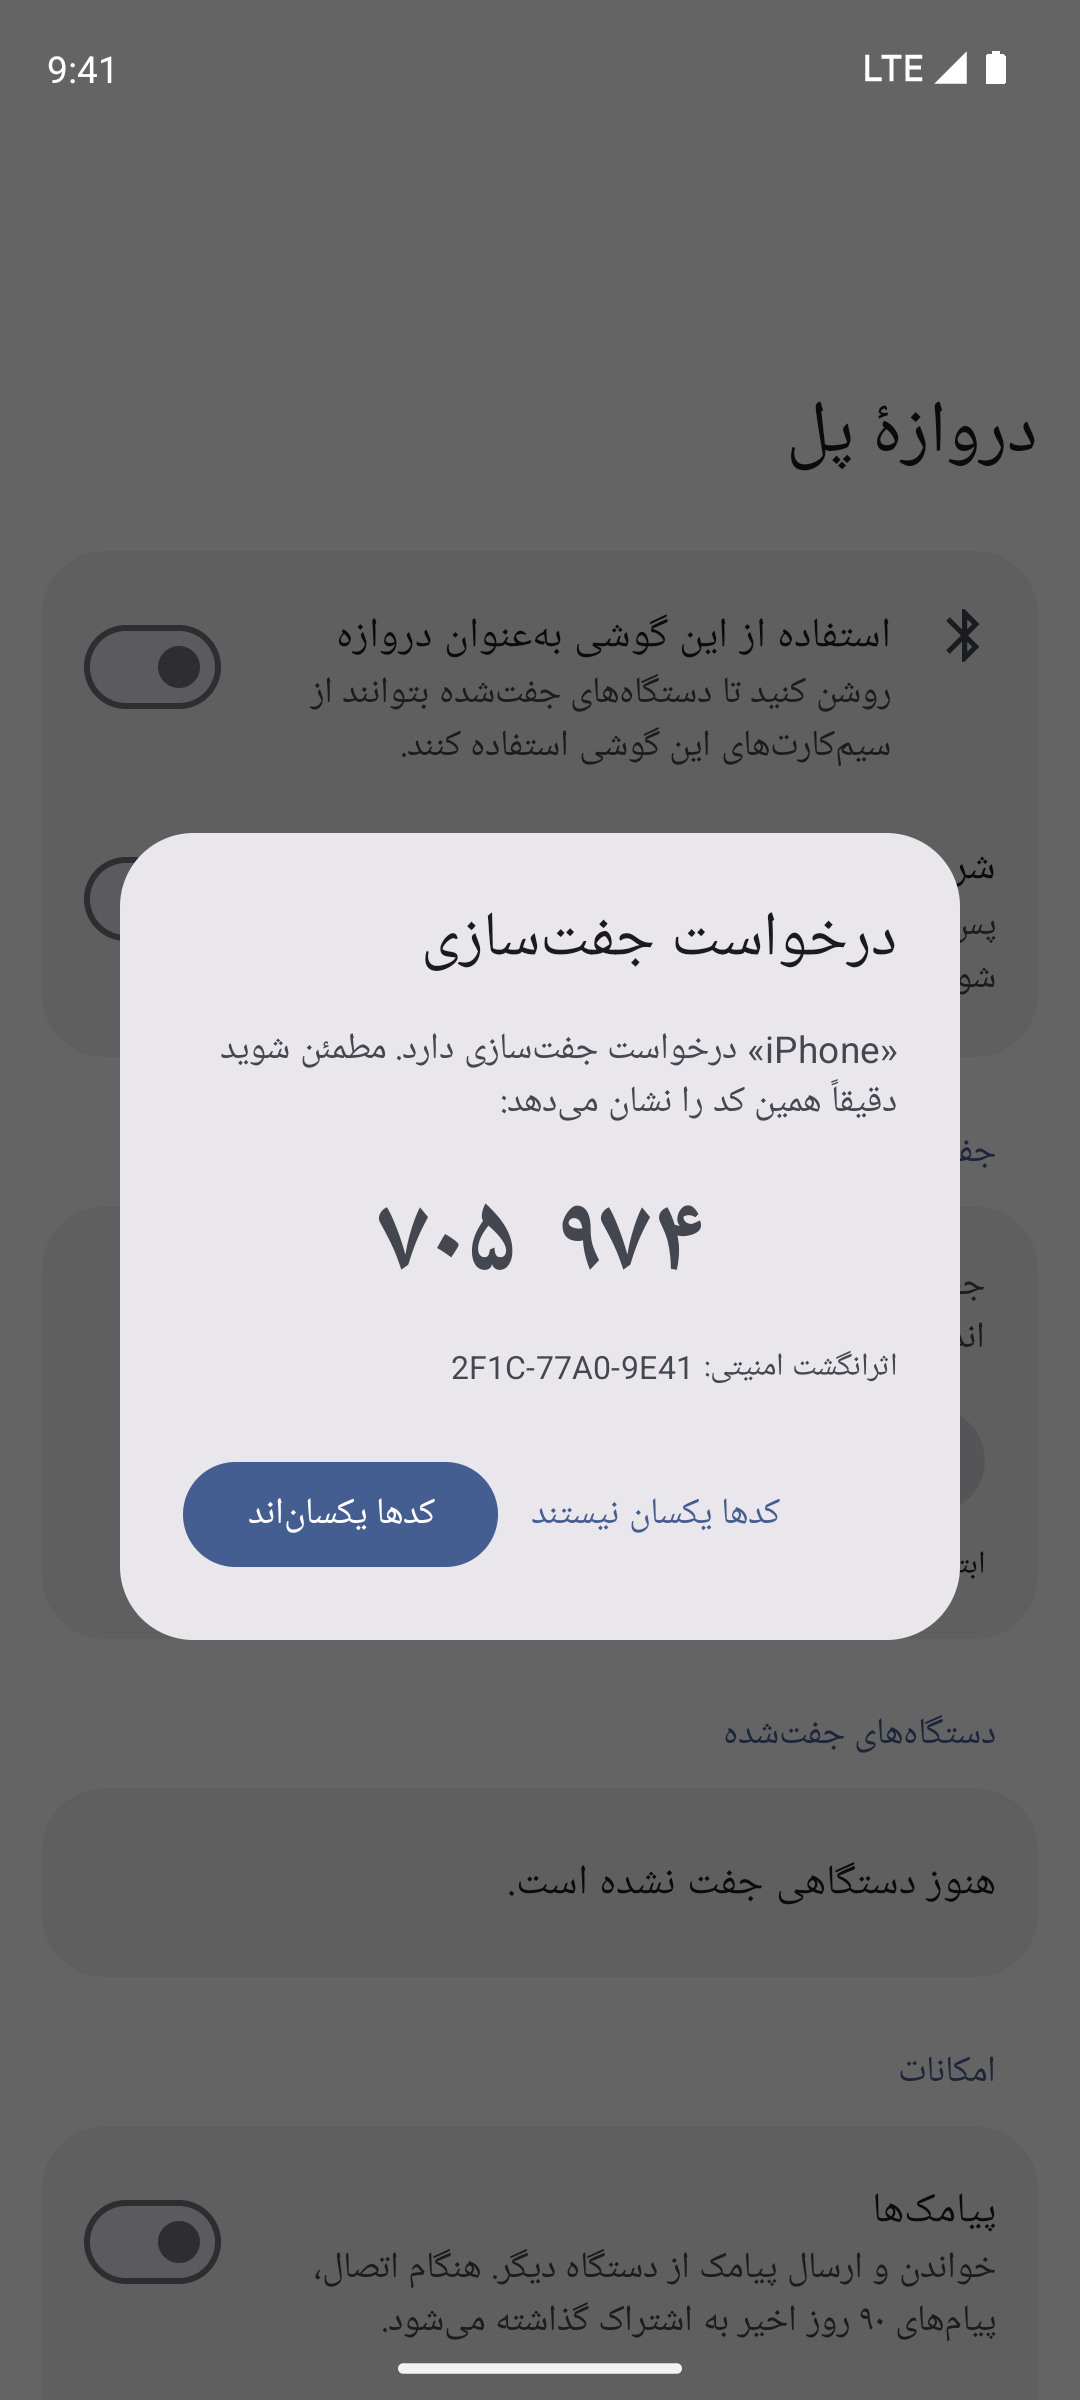 9:41
LTE
دروازهٔ پل
استفاده از این گوشی به‌عنوان دروازه
روشن کنید تا دستگاه‌های جفت‌شده بتوانند از
سیم‌کارت‌های این گوشی استفاده کنند.
درخواست جفت‌سازی
«iPhone» درخواست جفت‌سازی دارد. مطمئن شوید
دقیقاً همین کد را نشان می‌دهد:
۷۰۵ ۹۷۴
اثرانگشت امنیتی: 2F1C-77A0-9E41
کدها یکسان نیستند
کدها یکسان‌اند
دستگاه‌های جفت‌شده
هنوز دستگاهی جفت نشده است.
امکانات
پیامک‌ها
خواندن و ارسال پیامک از دستگاه دیگر. هنگام اتصال،
پیام‌های ۹۰ روز اخیر به اشتراک گذاشته می‌شود.